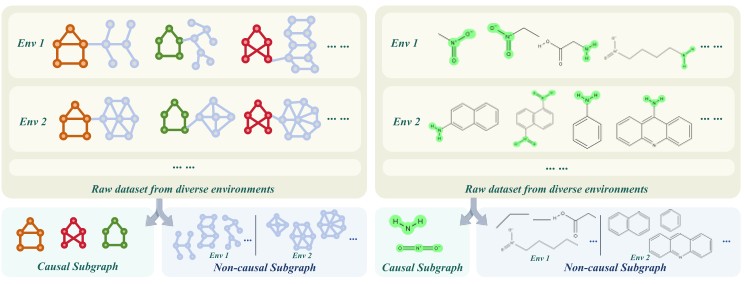 Env 1
... ...
Env 2
... ...
... ...
Raw dataset from diverse environments
Causal Subgraph
Env 1
...
Env 2
...
Non-causal Subgraph
Env 1
... ...
Env 2
... ...
... ...
Raw dataset from diverse environments
Causal Subgraph
Env 1
...
Env 2
...
Non-causal Subgraph